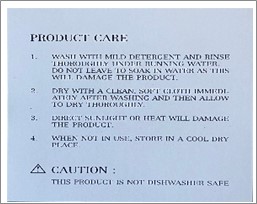 PRODUCT CARE
1. WASH WITH MILD DETERGENT AND RINSE
THOROUGHLY UNDER RUNNING WATER.
DO NOT LEAVE TO SOAK IN WATER AS THIS
WILL DAMAGE THE PRODUCT.
2. DRY WITH A CLEAN, SOFT CLOTH IMMEDI-
ATELY AFTER WASHING AND THEN ALLOW
TO DRY THOROUGHLY.
3. DIRECT SUNLIGHT OR HEAT WILL DAMAGE
THE PRODUCT.
4. WHEN NOT IN USE, STORE IN A COOL DRY
PLACE.
⚠ CAUTION :
THIS PRODUCT IS NOT DISHWASHER SAFE